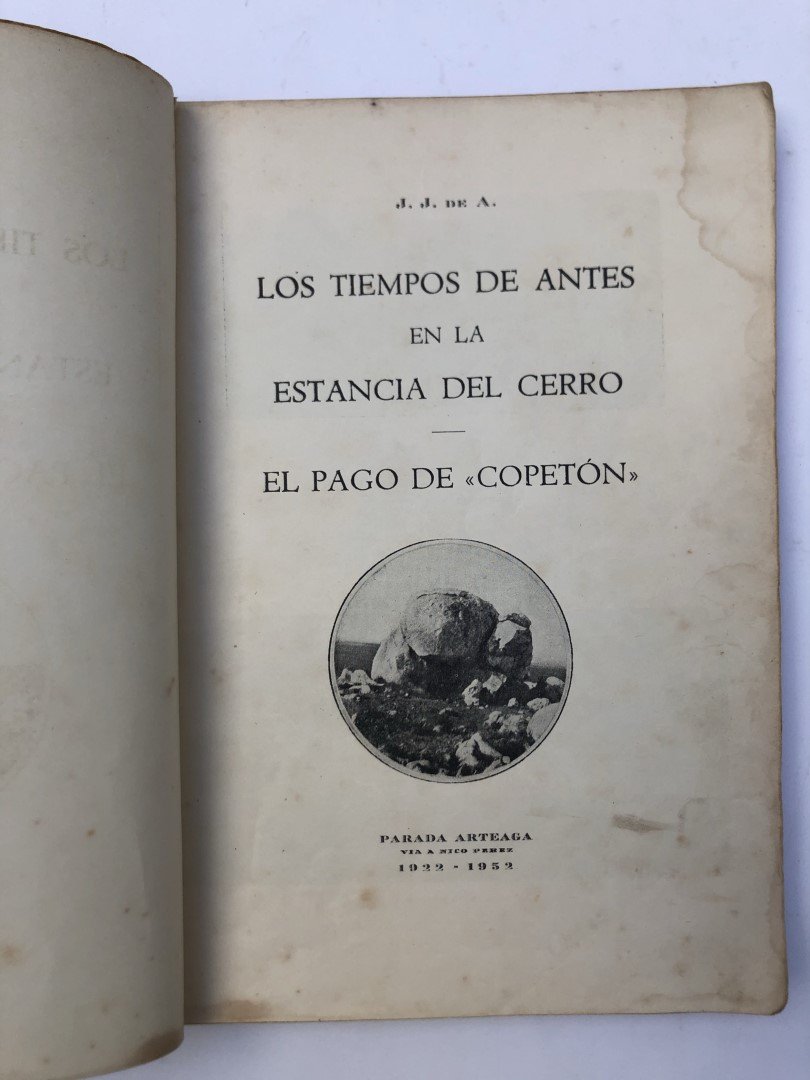 J. J. DE A.
LOS TIEMPOS DE ANTES
EN LA
ESTANCIA DEL CERRO
EL PAGO DE «COPETÓN»
PARADA ARTEAGA
VIA A NICO PEREZ
1922 - 1952